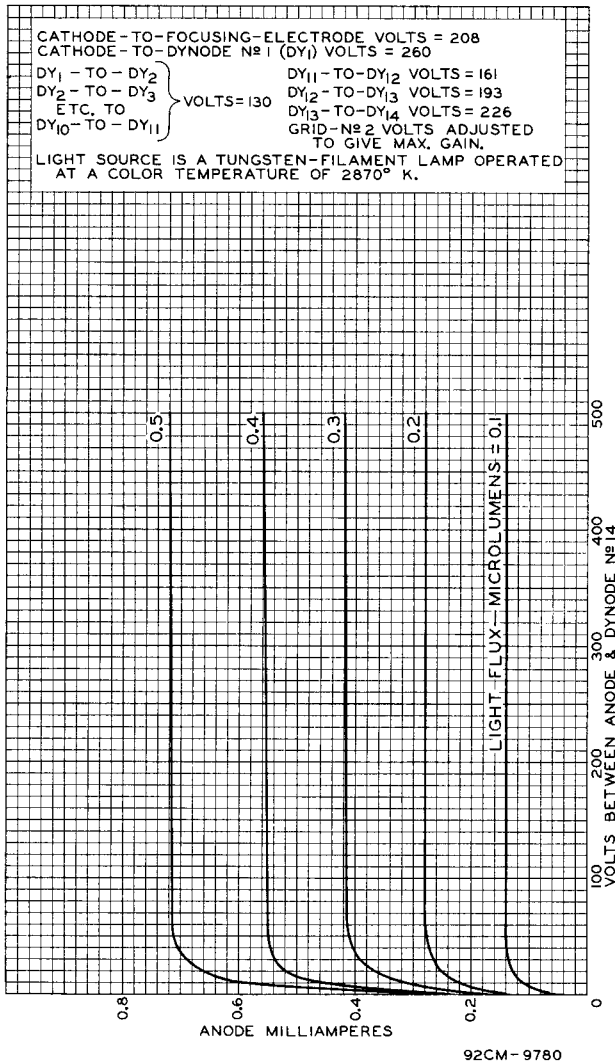 CATHODE-TO-FOCUSING-ELECTRODE VOLTS = 208
CATHODE-TO-DYNODE Nº 1 (DY1) VOLTS = 260
DY1 - TO - DY2
DY2 - TO - DY3
ETC. TO
DY10-TO-DY11
VOLTS = 130
DY11-TO-DY12 VOLTS = 161
DY12-TO-DY13 VOLTS = 193
DY13-TO-DY14 VOLTS = 226
GRID-Nº2 VOLTS ADJUSTED
TO GIVE MAX. GAIN.
LIGHT SOURCE IS A TUNGSTEN-FILAMENT LAMP OPERATED
AT A COLOR TEMPERATURE OF 2870° K.
0.5
0.4
0.3
0.2
LIGHT FLUX—MICROLUMENS = 0.1
500
400
300
200
100
0
VOLTS BETWEEN ANODE & DYNODE Nº 14
0.8
0.6
0.4
0.2
ANODE MILLIAMPERES
92CM-9780